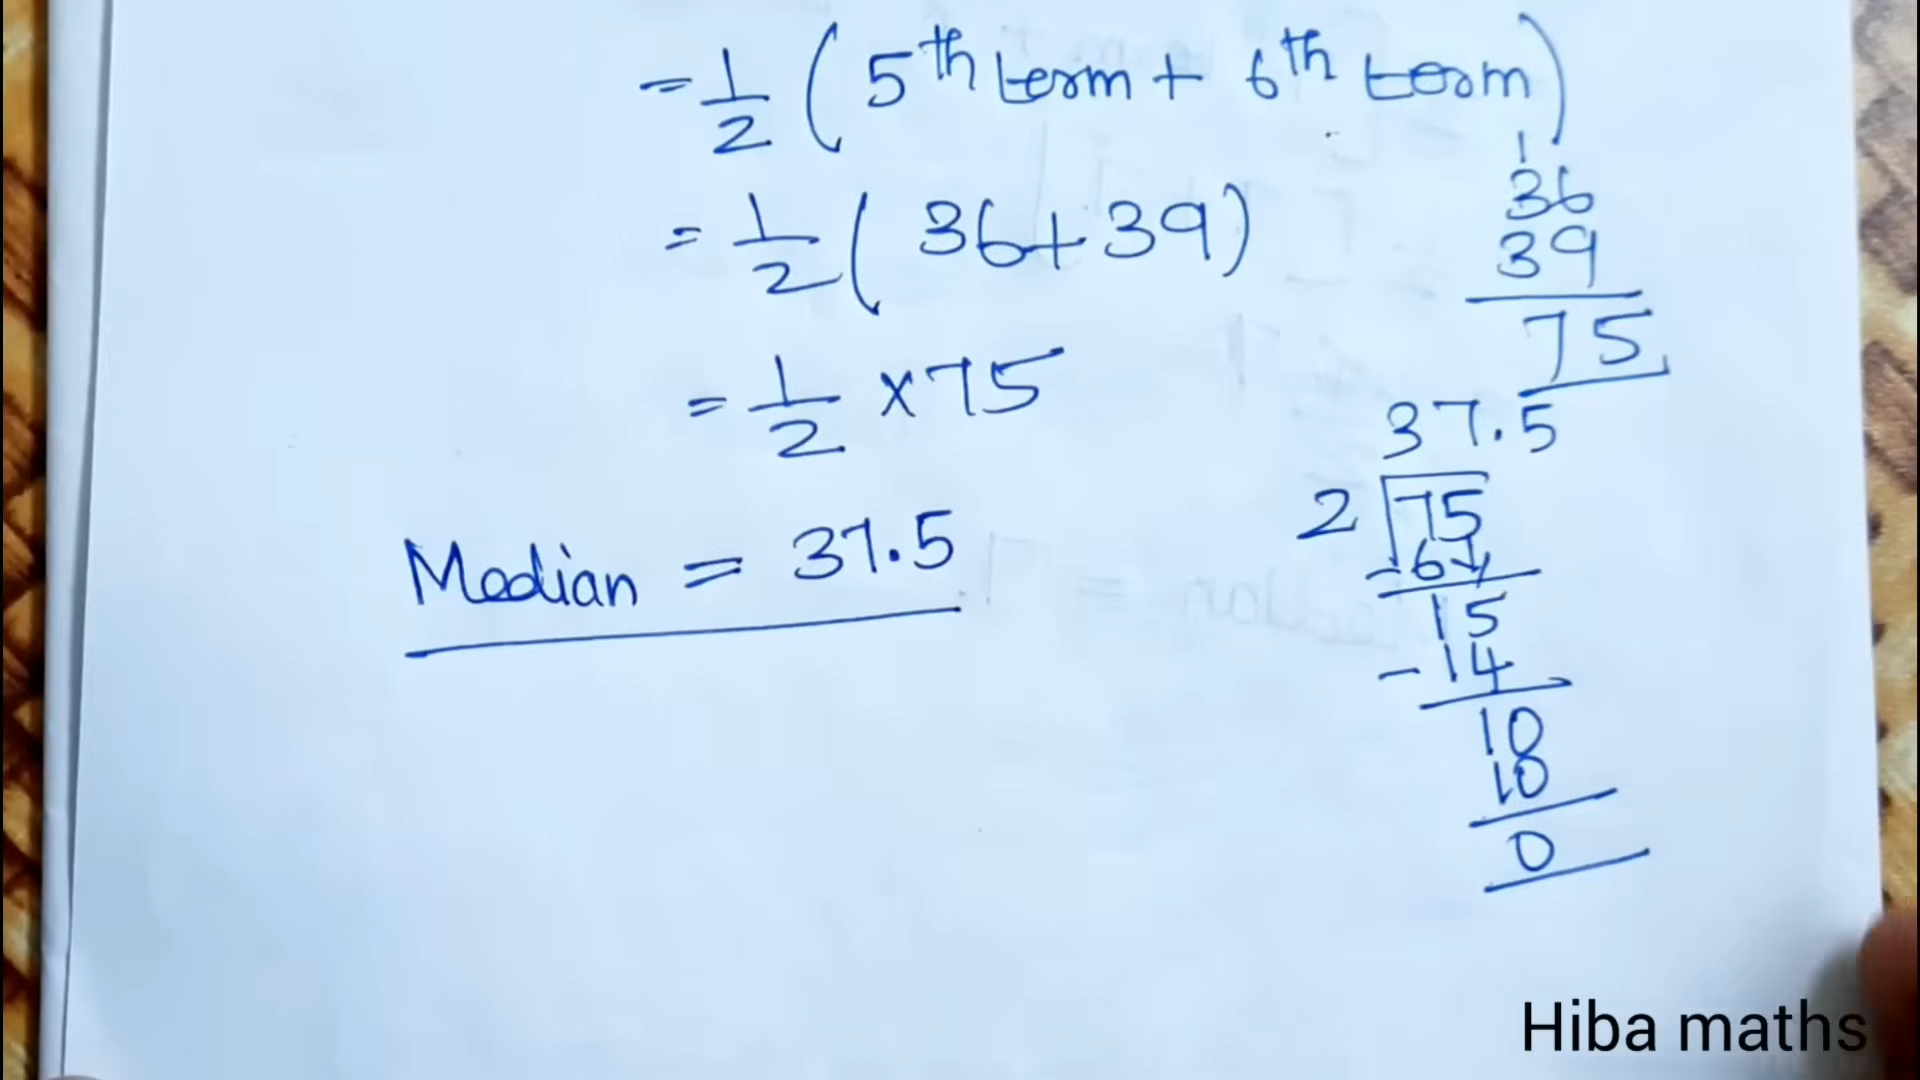 = 1/2 ( 5th term + 6th term )
= 1/2 ( 36 + 39 )
= 1/2 × 75
Median = 37.5
1
36
39
75
37.5
2 75
- 6↓
15
- 14
10
10
0
Hiba maths